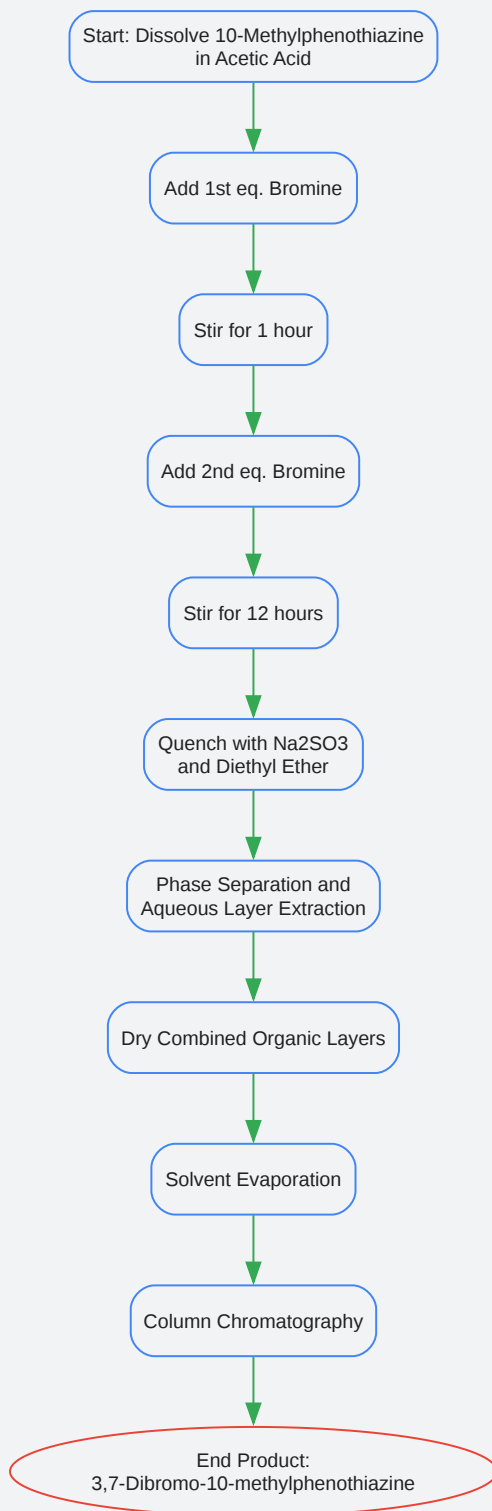 Start: Dissolve 10-Methylphenothiazine
in Acetic Acid
Add 1st eq. Bromine
Stir for 1 hour
Add 2nd eq. Bromine
Stir for 12 hours
Quench with Na2SO3
and Diethyl Ether
Phase Separation and
Aqueous Layer Extraction
Dry Combined Organic Layers
Solvent Evaporation
Column Chromatography
End Product:
3,7-Dibromo-10-methylphenothiazine